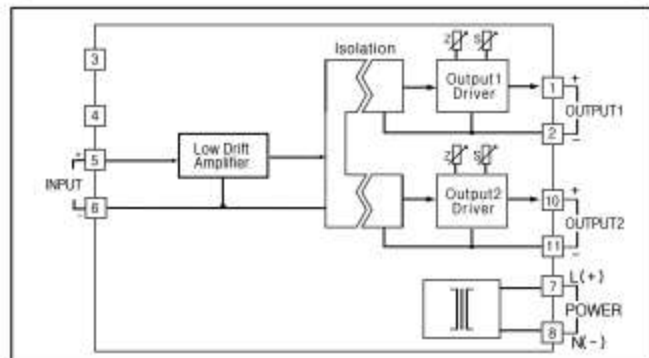 3
4
+
5
INPUT
6
−
Low Drift
Amplifier
Isolation
Z
S
Output1
Driver
1
+
OUTPUT1
2
−
Z
S
Output2
Driver
10
+
OUTPUT2
11
−
7
L(+)
POWER
8
N(−)